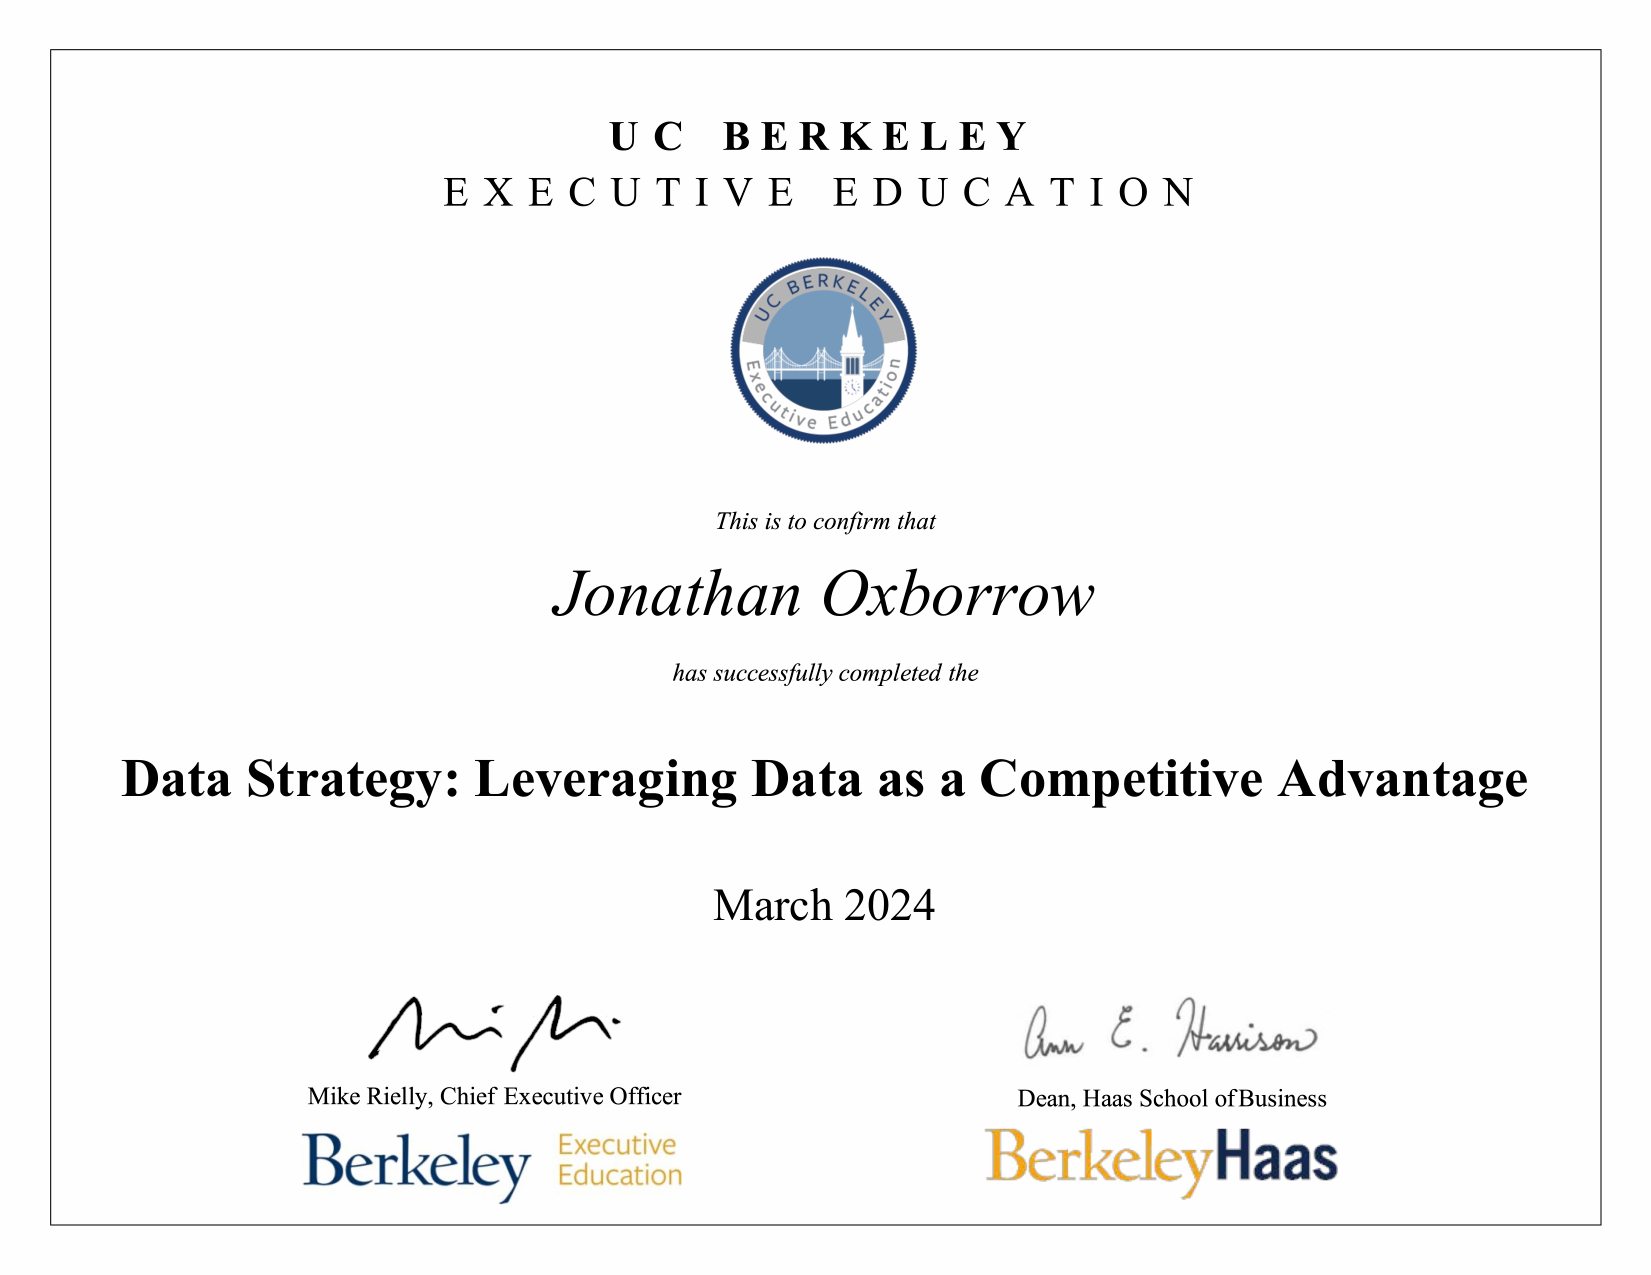 UC BERKELEY
EXECUTIVE EDUCATION
UC BERKELEY
Executive Education
This is to confirm that
Jonathan Oxborrow
has successfully completed the
Data Strategy: Leveraging Data as a Competitive Advantage
March 2024
Ann E. Harrison
Mike Rielly, Chief Executive Officer
Dean, Haas School of Business
Berkeley Executive Education
BerkeleyHaas